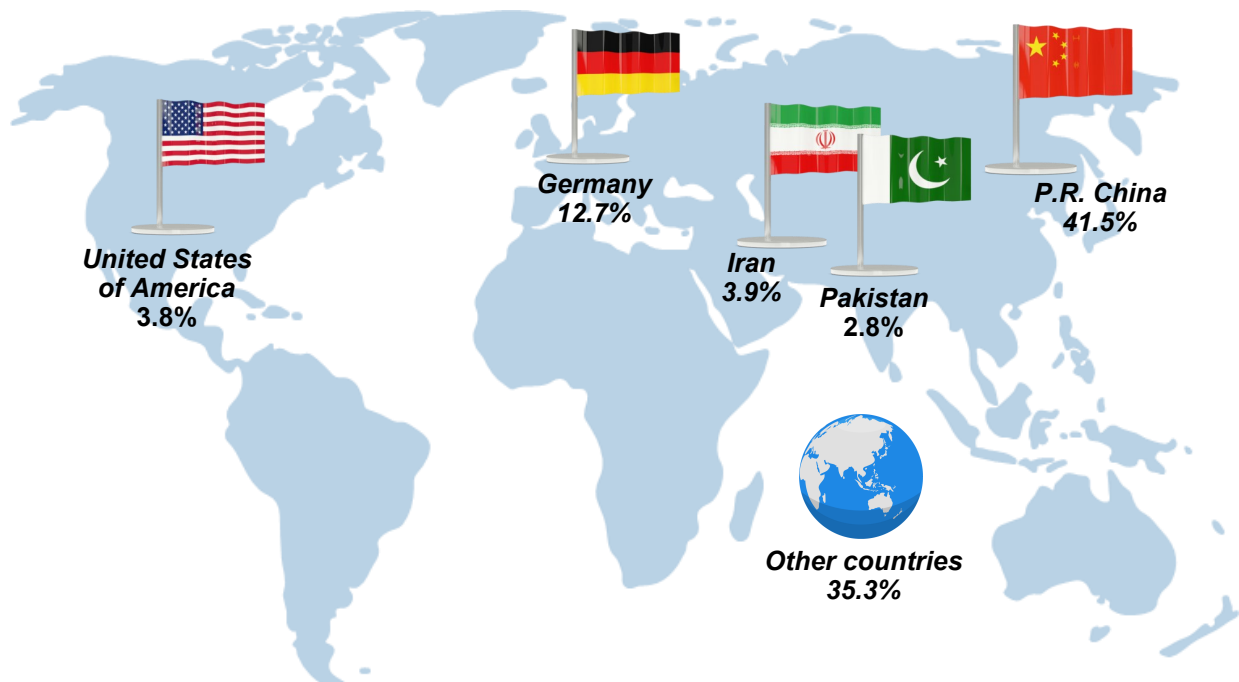 Germany
12.7%
P.R. China
41.5%
United States
of America
3.8%
Iran
3.9%
Pakistan
2.8%
Other countries
35.3%